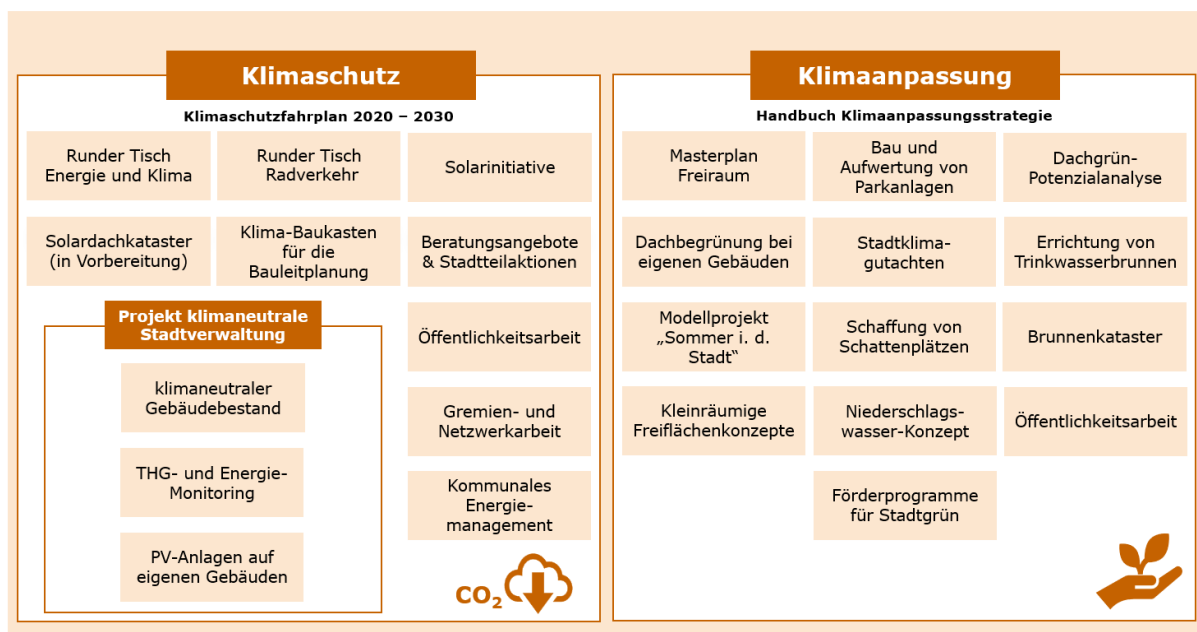 Klimaschutz
Klimaschutzfahrplan 2020 – 2030
Runder Tisch
Energie und Klima
Runder Tisch
Radverkehr
Solarinitiative
Solardachkataster
(in Vorbereitung)
Klima-Baukasten
für die
Bauleitplanung
Beratungsangebote
& Stadtteilaktionen
Projekt klimaneutrale
Stadtverwaltung
klimaneutraler
Gebäudebestand
THG- und Energie-
Monitoring
PV-Anlagen auf
eigenen Gebäuden
Öffentlichkeitsarbeit
Gremien- und
Netzwerkarbeit
Kommunales
Energie-
management
CO2
Klimaanpassung
Handbuch Klimaanpassungsstrategie
Masterplan
Freiraum
Bau und
Aufwertung von
Parkanlagen
Dachgrün-
Potenzialanalyse
Dachbegrünung bei
eigenen Gebäuden
Stadtklima-
gutachten
Errichtung von
Trinkwasserbrunnen
Modellprojekt
„Sommer i. d.
Stadt“
Schaffung von
Schattenplätzen
Brunnenkataster
Kleinräumige
Freiflächenkonzepte
Niederschlags-
wasser-Konzept
Öffentlichkeitsarbeit
Förderprogramme
für Stadtgrün